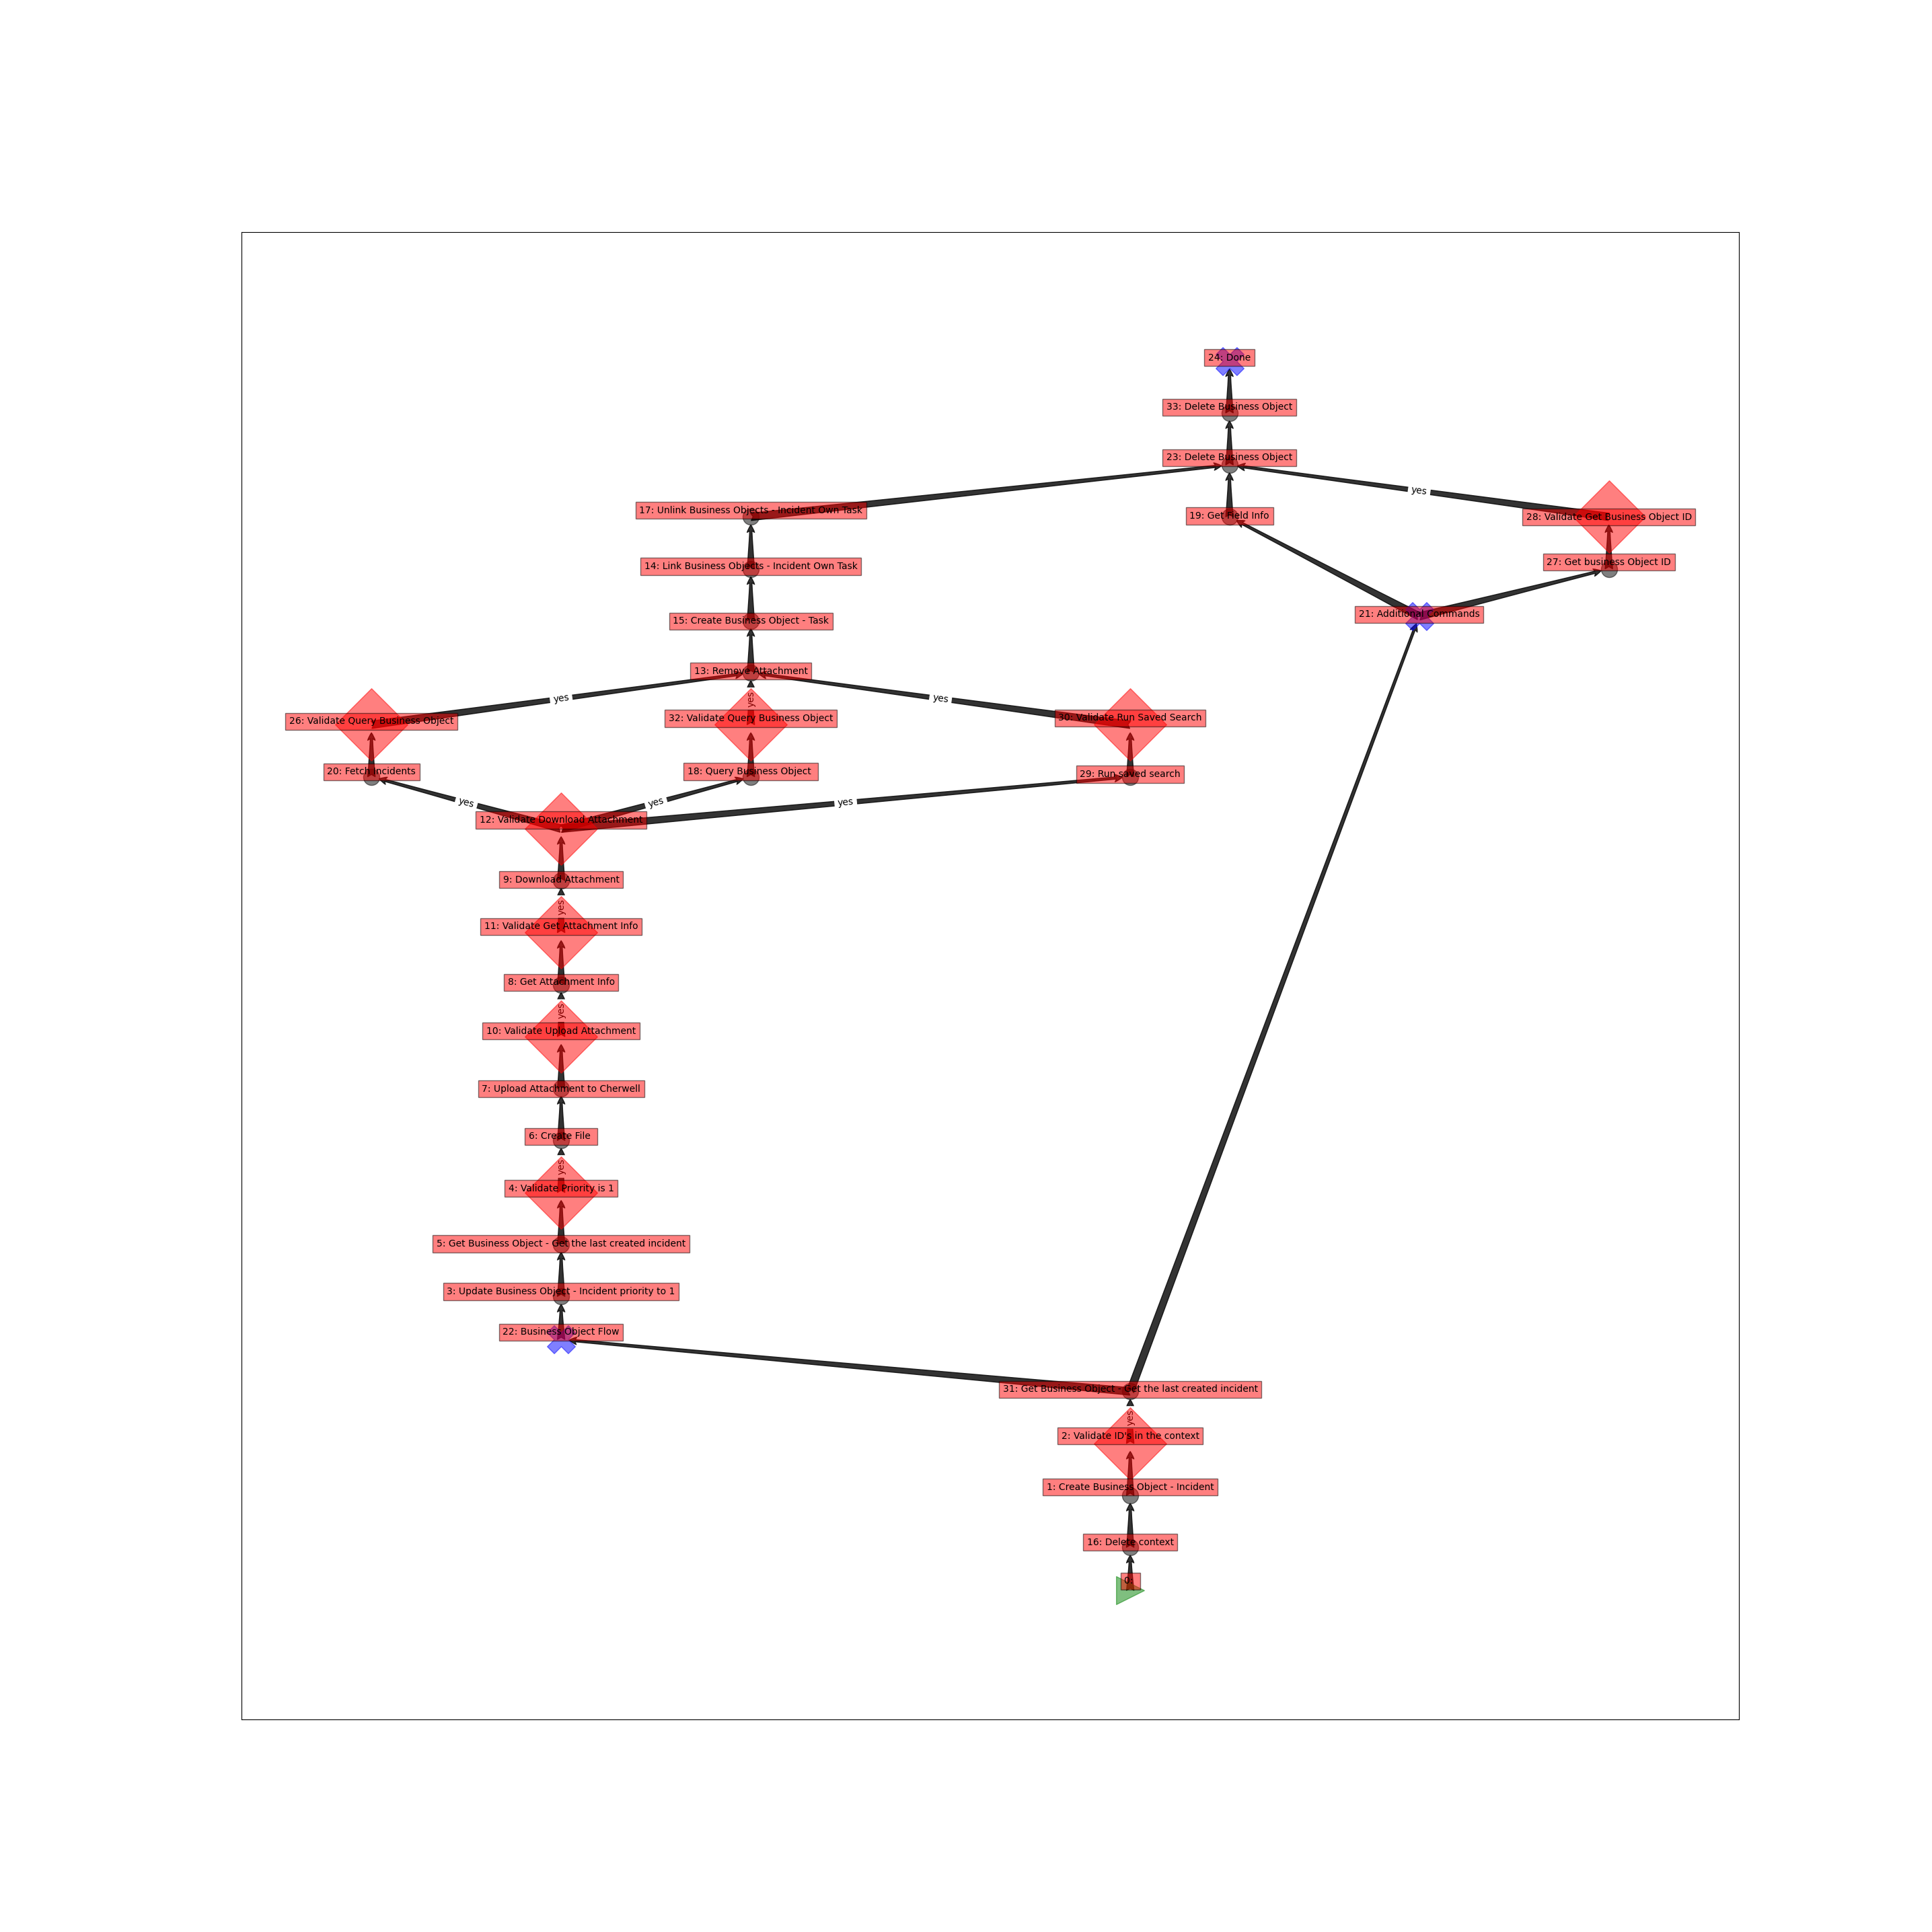 24: Done
33: Delete Business Object
23: Delete Business Object
yes
17: Unlink Business Objects - Incident Own Task
19: Get Field Info
28: Validate Get Business Object ID
14: Link Business Objects - Incident Own Task
27: Get business Object ID
21: Additional Commands
15: Create Business Object - Task
13: Remove Attachment
yes
yes
yes
26: Validate Query Business Object
32: Validate Query Business Object
30: Validate Run Saved Search
20: Fetch Incidents
18: Query Business Object
29: Run saved search
yes
yes
yes
12: Validate Download Attachment
9: Download Attachment
yes
11: Validate Get Attachment Info
8: Get Attachment Info
yes
10: Validate Upload Attachment
7: Upload Attachment to Cherwell
6: Create File
yes
4: Validate Priority is 1
5: Get Business Object - Get the last created incident
3: Update Business Object - Incident priority to 1
22: Business Object Flow
31: Get Business Object - Get the last created incident
yes
2: Validate ID's in the context
1: Create Business Object - Incident
16: Delete context
0: